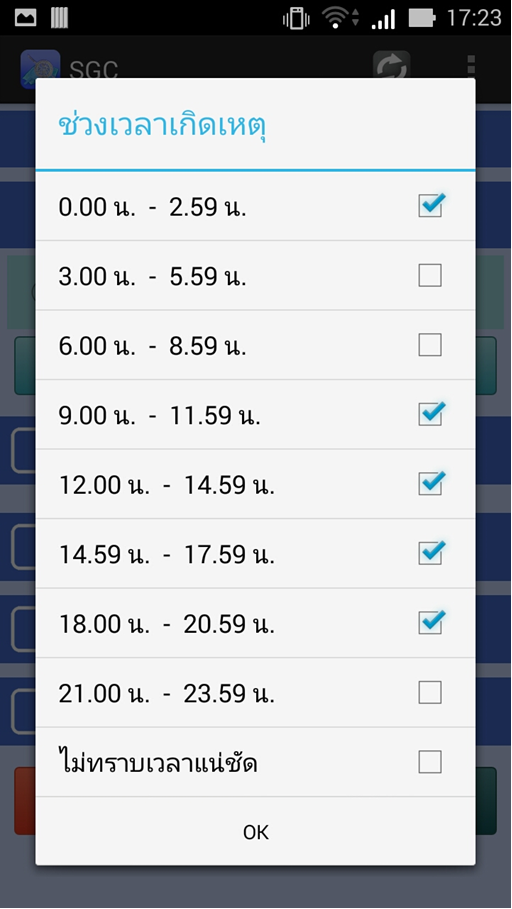 17:23
SGC
ช่วงเวลาเกิดเหตุ
0.00 น. - 2.59 น.
3.00 น. - 5.59 น.
6.00 น. - 8.59 น.
9.00 น. - 11.59 น.
12.00 น. - 14.59 น.
14.59 น. - 17.59 น.
18.00 น. - 20.59 น.
21.00 น. - 23.59 น.
ไม่ทราบเวลาแน่ชัด
OK